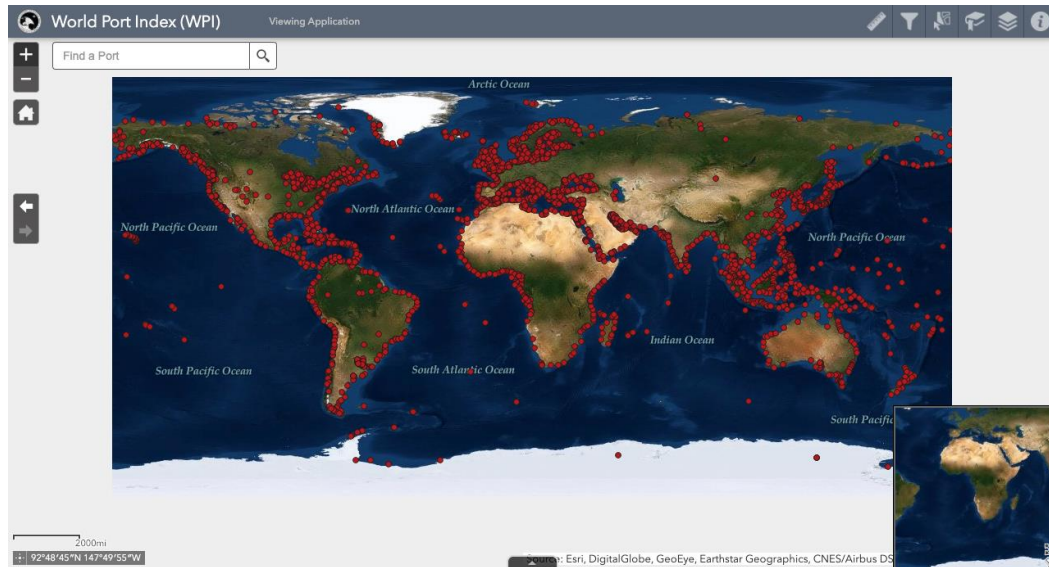 World Port Index (WPI) Viewing Application
+
Find a Port
−
Arctic Ocean
North Atlantic Ocean
North Pacific Ocean
North Pacific Ocean
Indian Ocean
South Pacific Ocean
South Atlantic Ocean
South Pacific
2000mi
92°48'45"N 147°49'55"W
: Esri, DigitalGlobe, GeoEye, Earthstar Geographics, CNES/Airbus DS